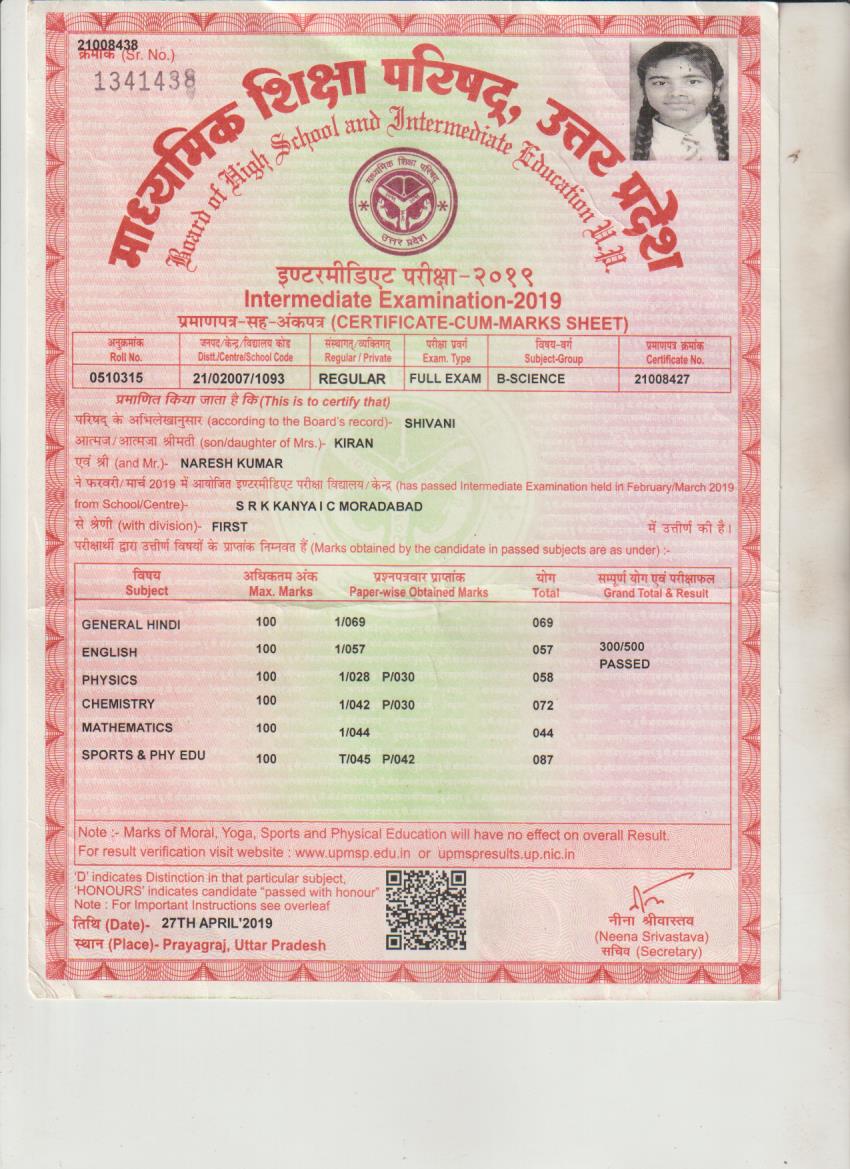 21008438
क्रमांक (Sr. No.)
1341438
माध्यमिक शिक्षा परिषद्, उत्तर प्रदेश
Board of High School and Intermediate Education U.P.
माध्यमिक शिक्षा परिषद्
उत्तर प्रदेश
इण्टरमीडिएट परीक्षा-२०१९
Intermediate Examination-2019
प्रमाणपत्र-सह-अंकपत्र (CERTIFICATE-CUM-MARKS SHEET)
अनुक्रमांक जनपद/केन्द्र/विद्यालय कोड संस्थागत्/व्यक्तिगत् परीक्षा प्रवर्ग विषय-वर्ग प्रमाणपत्र क्रमांक
Roll No. Distt./Centre/School Code Regular / Private Exam. Type Subject-Group Certificate No.
0510315 21/02007/1093 REGULAR FULL EXAM B-SCIENCE 21008427
प्रमाणित किया जाता है कि (This is to certify that)
परिषद् के अभिलेखानुसार (according to the Board's record)- SHIVANI
आत्मज/आत्मजा श्रीमती (son/daughter of Mrs.)- KIRAN
एवं श्री (and Mr.)- NARESH KUMAR
ने फरवरी/मार्च 2019 में आयोजित इण्टरमीडिएट परीक्षा विद्यालय/केन्द्र (has passed Intermediate Examination held in February/March 2019
from School/Centre)- S R K KANYA I C MORADABAD
से श्रेणी (with division)- FIRST में उत्तीर्ण की है।
परीक्षार्थी द्वारा उत्तीर्ण विषयों के प्राप्तांक निम्नवत हैं (Marks obtained by the candidate in passed subjects are as under) :-
विषय अधिकतम अंक प्रश्नपत्रवार प्राप्तांक योग सम्पूर्ण योग एवं परीक्षाफल
Subject Max. Marks Paper-wise Obtained Marks Total Grand Total & Result
GENERAL HINDI 100 1/069 069
ENGLISH 100 1/057 057 300/500
PASSED
PHYSICS 100 1/028 P/030 058
CHEMISTRY 100 1/042 P/030 072
MATHEMATICS 100 1/044 044
SPORTS & PHY EDU 100 T/045 P/042 087
Note :- Marks of Moral, Yoga, Sports and Physical Education will have no effect on overall Result.
For result verification visit website : www.upmsp.edu.in or upmspresults.up.nic.in
'D' indicates Distinction in that particular subject,
'HONOURS' indicates candidate "passed with honour"
Note : For Important Instructions see overleaf
तिथि (Date)- 27TH APRIL'2019
स्थान (Place)- Prayagraj, Uttar Pradesh
नीना श्रीवास्तव
(Neena Srivastava)
सचिव (Secretary)